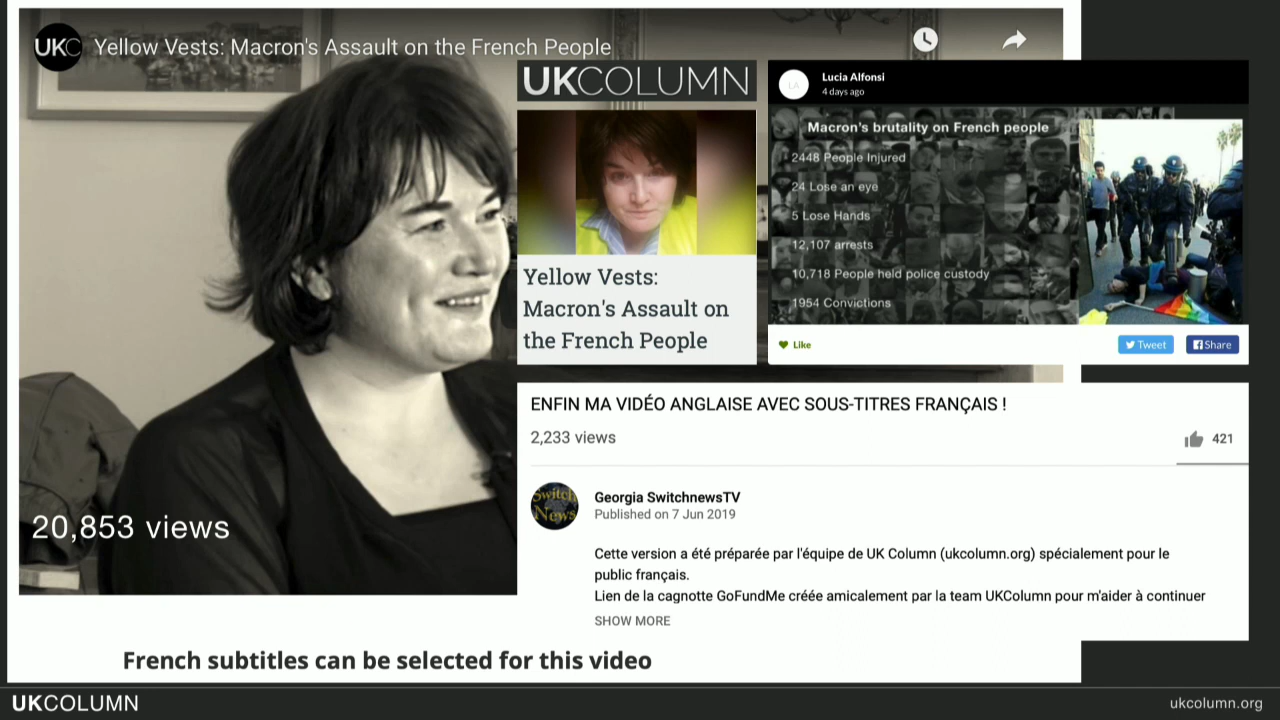 UKC Yellow Vests: Macron's Assault on the French People
20,853 views
UKCOLUMN
Yellow Vests:
Macron's Assault on
the French People
LA
Lucia Alfonsi
4 days ago
Macron's brutality on French people
2448 People Injured
24 Lose an eye
5 Lose Hands
12,107 arrests
10,718 People held police custody
1954 Convictions
Like
Tweet
Share
ENFIN MA VIDÉO ANGLAISE AVEC SOUS-TITRES FRANÇAIS !
2,233 views
421
Switch
News
Georgia SwitchnewsTV
Published on 7 Jun 2019
Cette version a été préparée par l'équipe de UK Column (ukcolumn.org) spécialement pour le
public français.
Lien de la cagnotte GoFundMe créée amicalement par la team UKColumn pour m'aider à continuer
SHOW MORE
French subtitles can be selected for this video
UKCOLUMN
ukcolumn.org